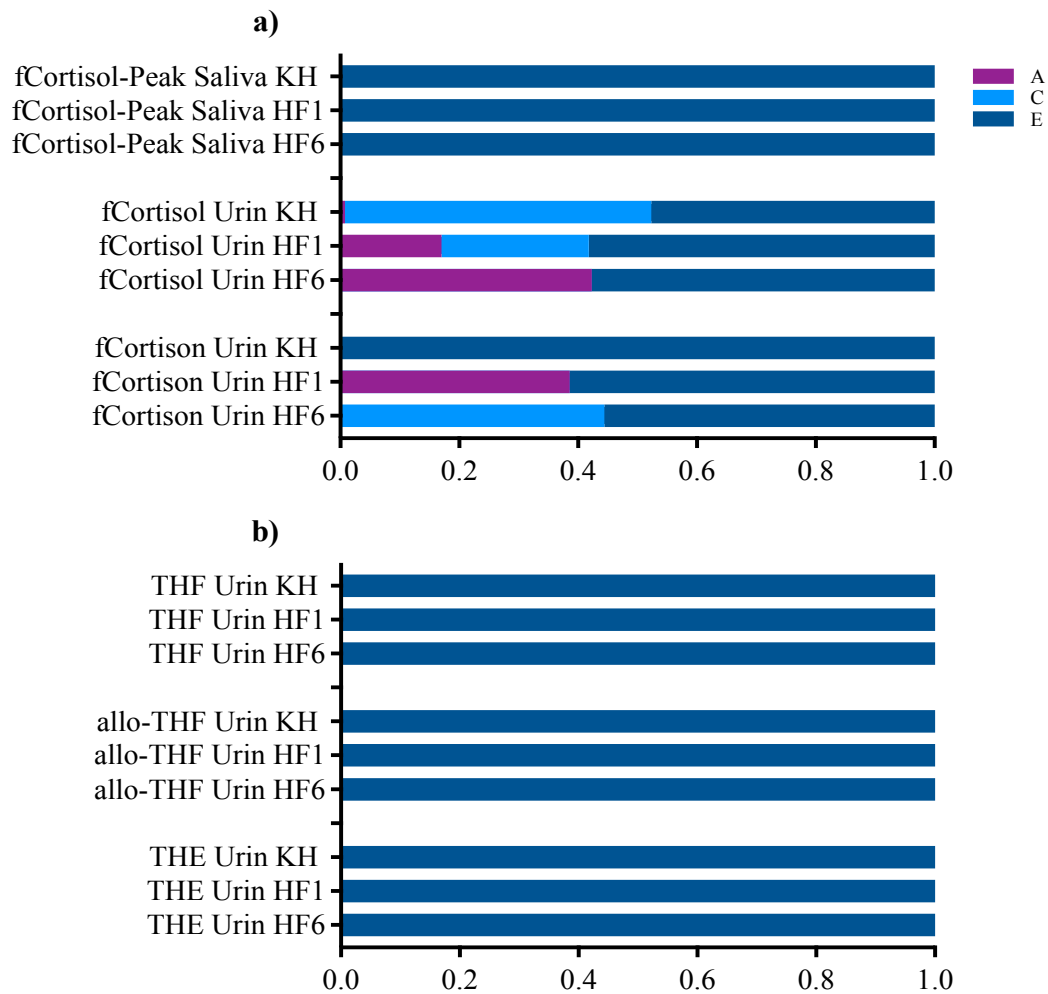 a)
fCortisol-Peak Saliva KH
fCortisol-Peak Saliva HF1
fCortisol-Peak Saliva HF6
fCortisol Urin KH
fCortisol Urin HF1
fCortisol Urin HF6
fCortison Urin KH
fCortison Urin HF1
fCortison Urin HF6
0.0 0.2 0.4 0.6 0.8 1.0
A
C
E
b)
THF Urin KH
THF Urin HF1
THF Urin HF6
allo-THF Urin KH
allo-THF Urin HF1
allo-THF Urin HF6
THE Urin KH
THE Urin HF1
THE Urin HF6
0.0 0.2 0.4 0.6 0.8 1.0